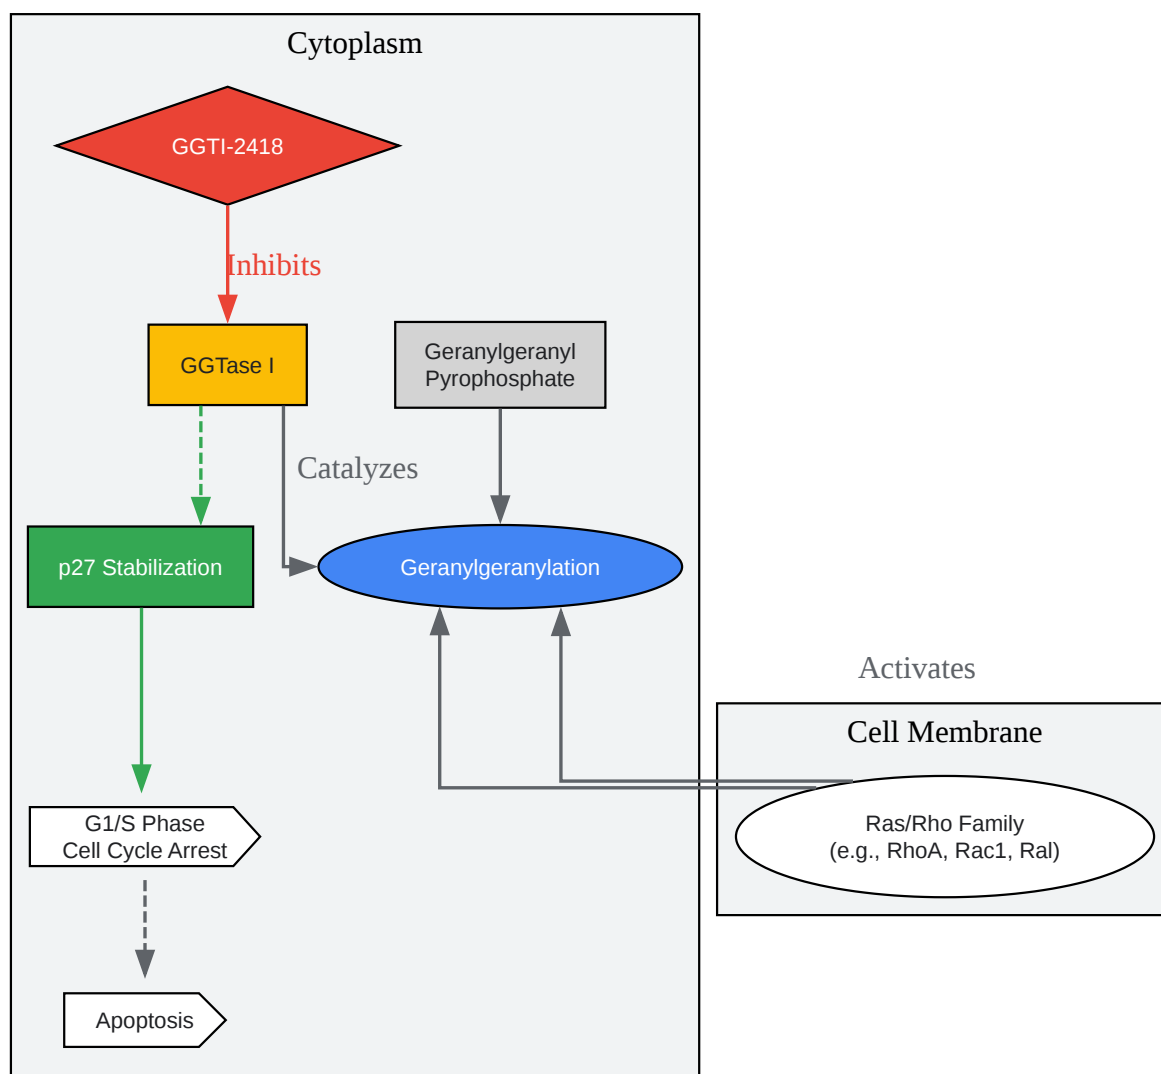 Cytoplasm
GGTI-2418
Inhibits
GGTase I
Geranylgeranyl
Pyrophosphate
Catalyzes
p27 Stabilization
Geranylgeranylation
Activates
Cell Membrane
G1/S Phase
Cell Cycle Arrest
Ras/Rho Family
(e.g., RhoA, Rac1, Ral)
Apoptosis